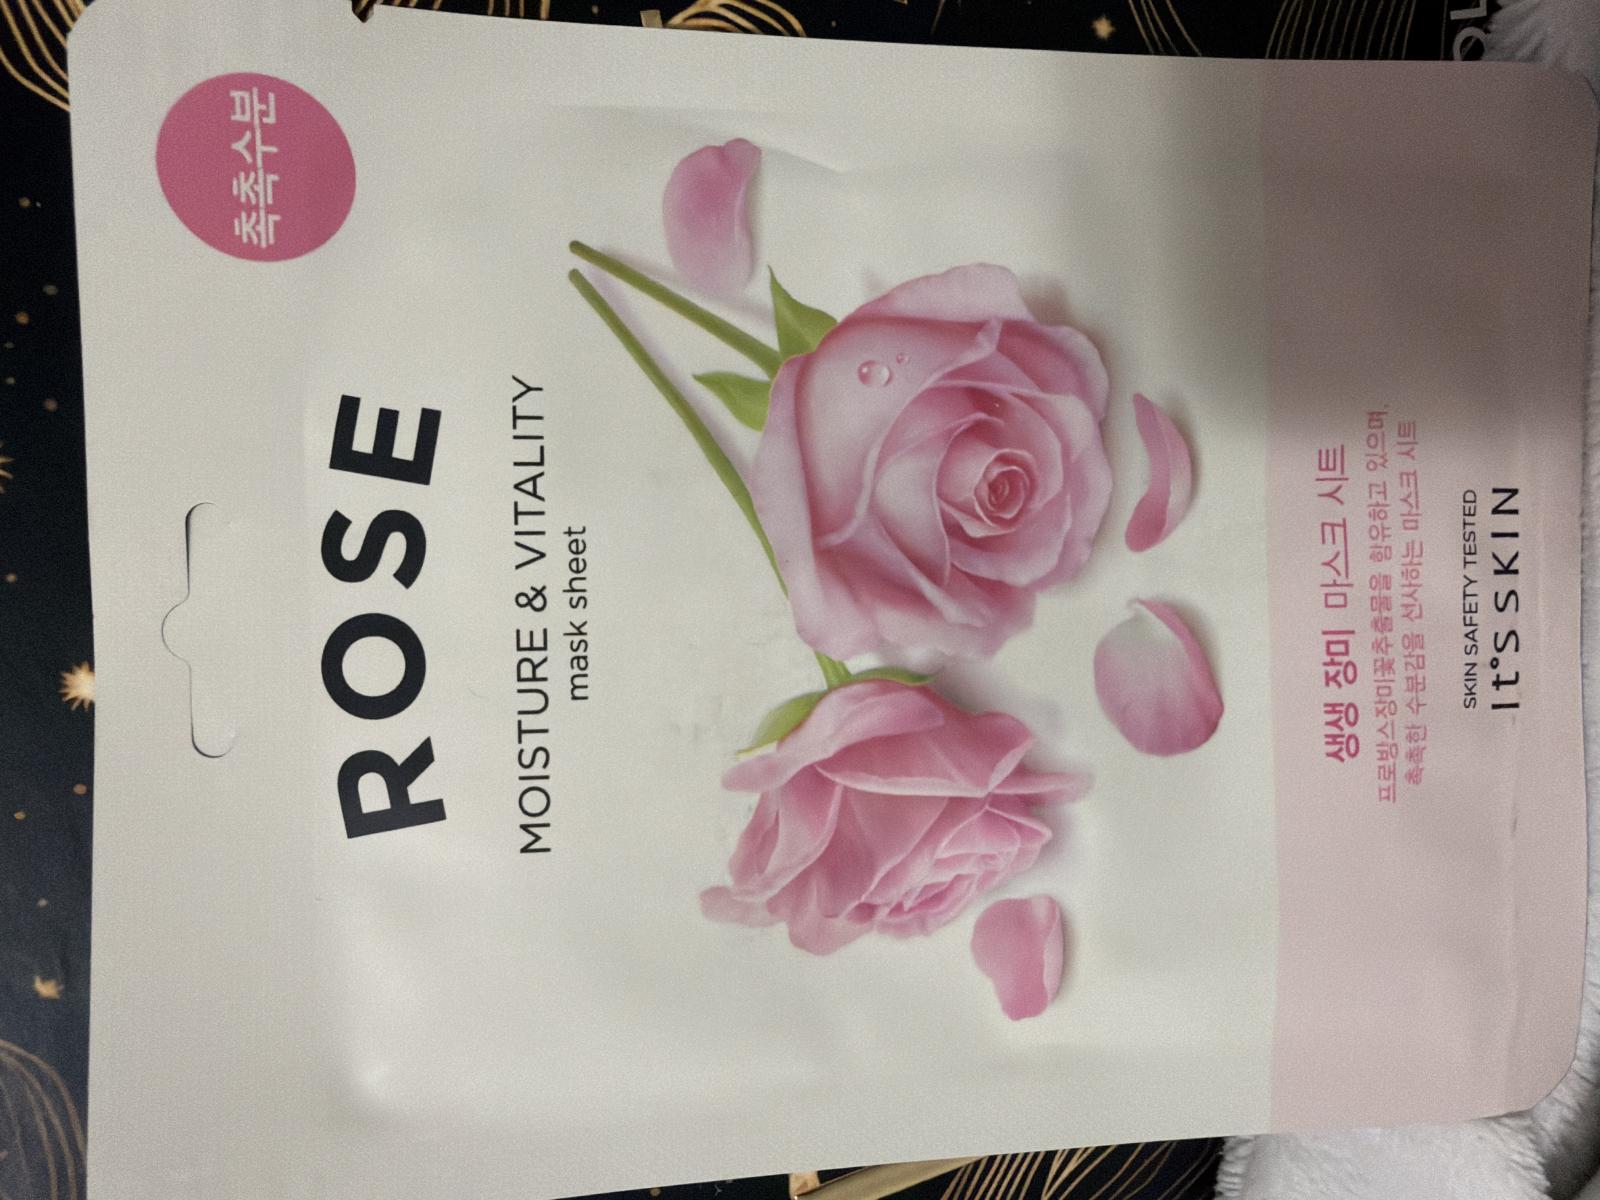 촉촉수분
ROSE
MOISTURE & VITALITY
mask sheet
생생 장미 마스크 시트
프로방스장미꽃추출물을 함유하고 있으며,
촉촉한 수분감을 선사하는 마스크 시트
SKIN SAFETY TESTED
It'S SKIN